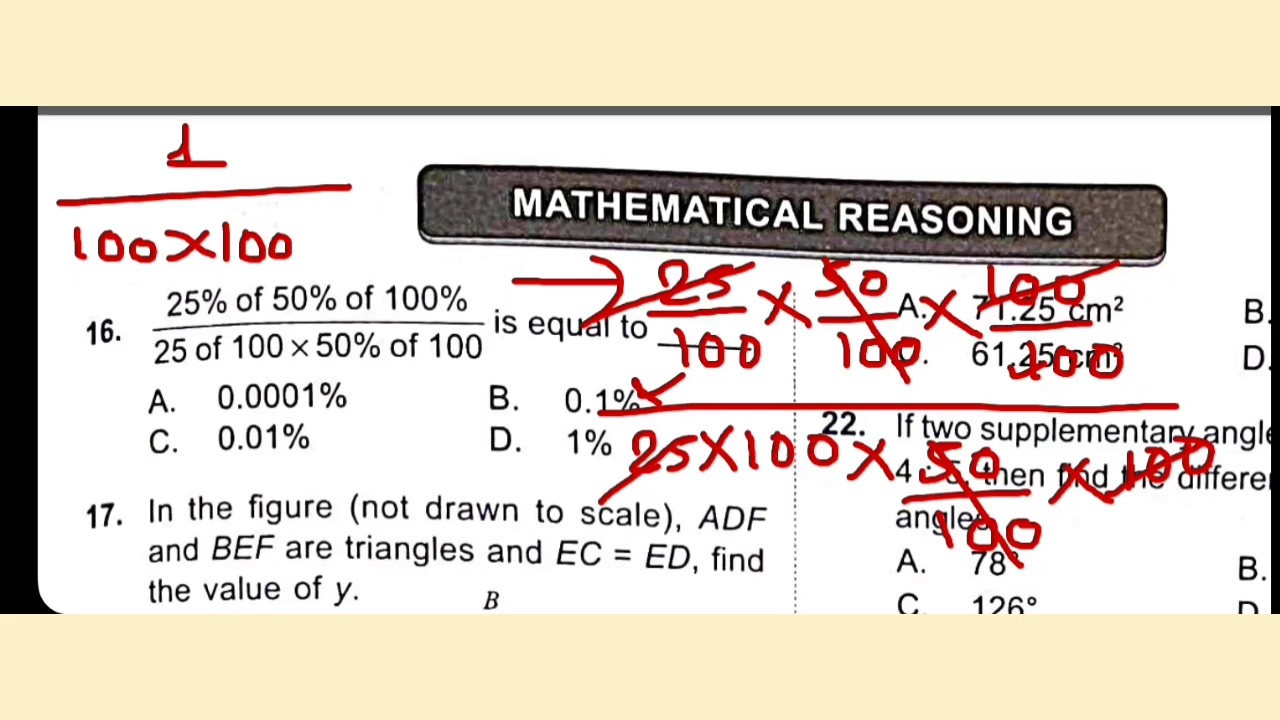 1
100×100
MATHEMATICAL REASONING
16. 25% of 50% of 100%
25 of 100 × 50% of 100
is equal to ____
A. 0.0001% B. 0.1%
C. 0.01% D. 1%
17. In the figure (not drawn to scale), ADF
and BEF are triangles and EC = ED, find
the value of y.
B
25 × 50 × 100
100 100 100
25×100 × 50 × 100
100
A. 71.25 cm² B.
C. 61.25 cm² D.
22. If two supplementary angle
4 : 5, then find the differe
angles.
A. 78° B.
C. 126° D.